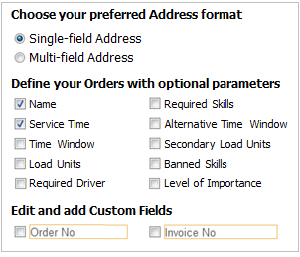 Choose your preferred Address format
Single-field Address
Multi-field Address
Define your Orders with optional parameters
Name
Required Skills
Service Tme
Alternative Time Window
Time Window
Secondary Load Units
Load Units
Banned Skills
Required Driver
Level of Importance
Edit and add Custom Fields
Order No
Invoice No